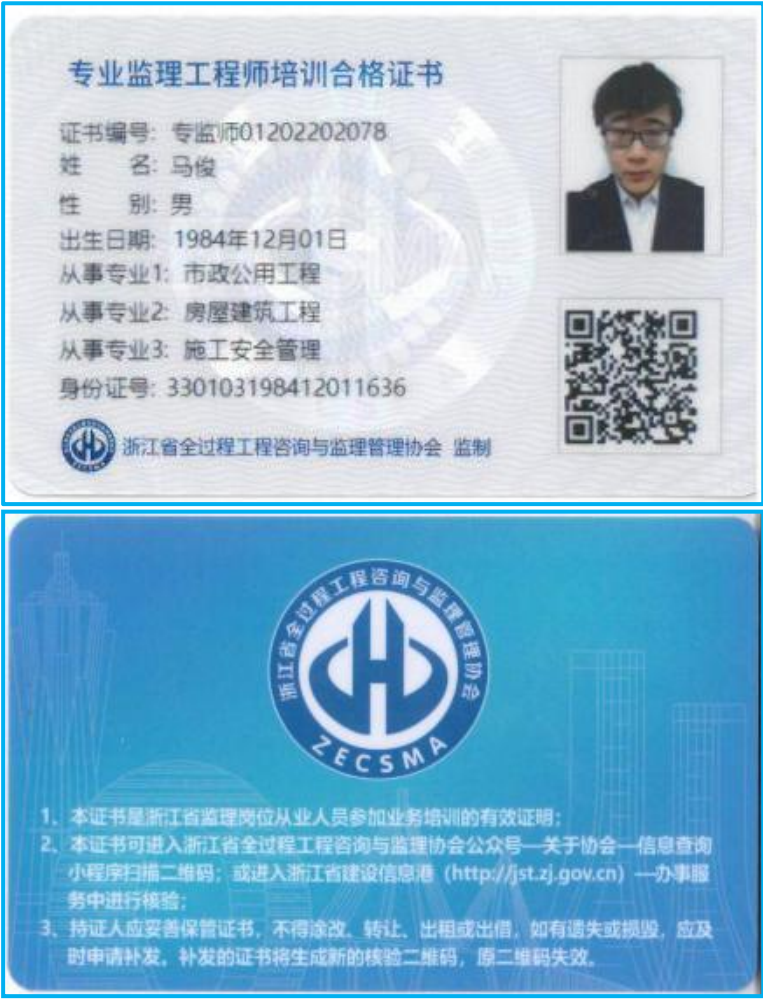 专业监理工程师培训合格证书
证书编号: 专监师01202202078
姓 名: 马俊
性 别: 男
出生日期: 1984年12月01日
从事专业1: 市政公用工程
从事专业2: 房屋建筑工程
从事专业3: 施工安全管理
身份证号: 330103198412011636
浙江省全过程工程咨询与监理管理协会 监制
ZECSMA
浙江省全过程工程咨询与监理管理协会
ZECSMA
1、本证书是浙江省监理岗位从业人员参加业务培训的有效证明;
2、本证书可进入浙江省全过程工程咨询与监理协会公众号—关于协会—信息查询
小程序扫描二维码; 或进入浙江省建设信息港 (http://jst.zj.gov.cn) —办事服
务中进行核验;
3、持证人应妥善保管证书, 不得涂改、转让、出租或出借, 如有遗失或损毁, 应及
时申请补发。补发的证书将生成新的核验二维码, 原二维码失效。